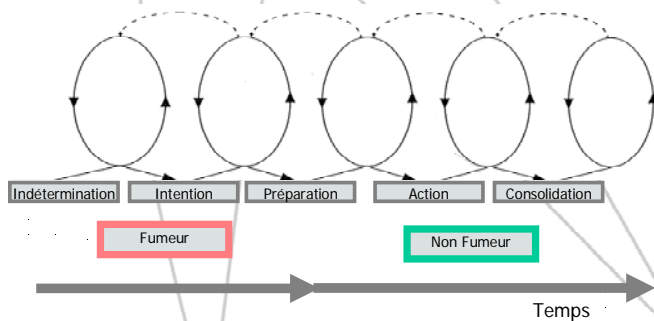 Indétermination
Intention
Préparation
Action
Consolidation
Fumeur
Non Fumeur
Temps